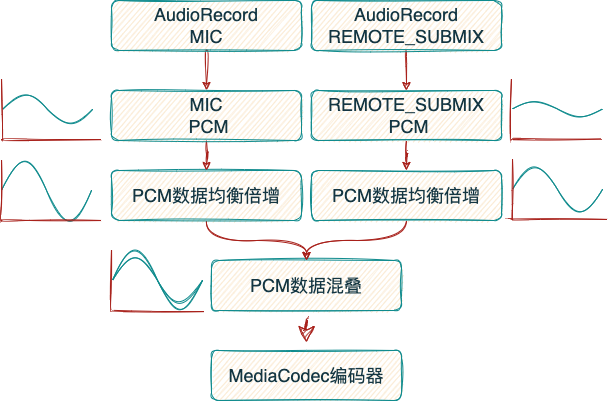 AudioRecord
MIC
AudioRecord
REMOTE_SUBMIX
MIC
PCM
REMOTE_SUBMIX
PCM
PCM数据均衡倍增
PCM数据均衡倍增
PCM数据混叠
MediaCodec编码器